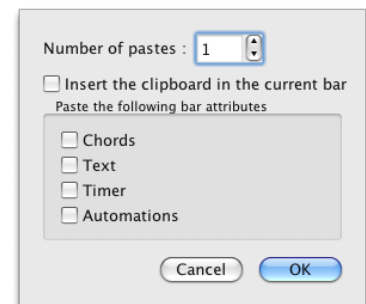 Number of pastes : 1
Insert the clipboard in the current bar
Paste the following bar attributes
Chords
Text
Timer
Automations
Cancel OK